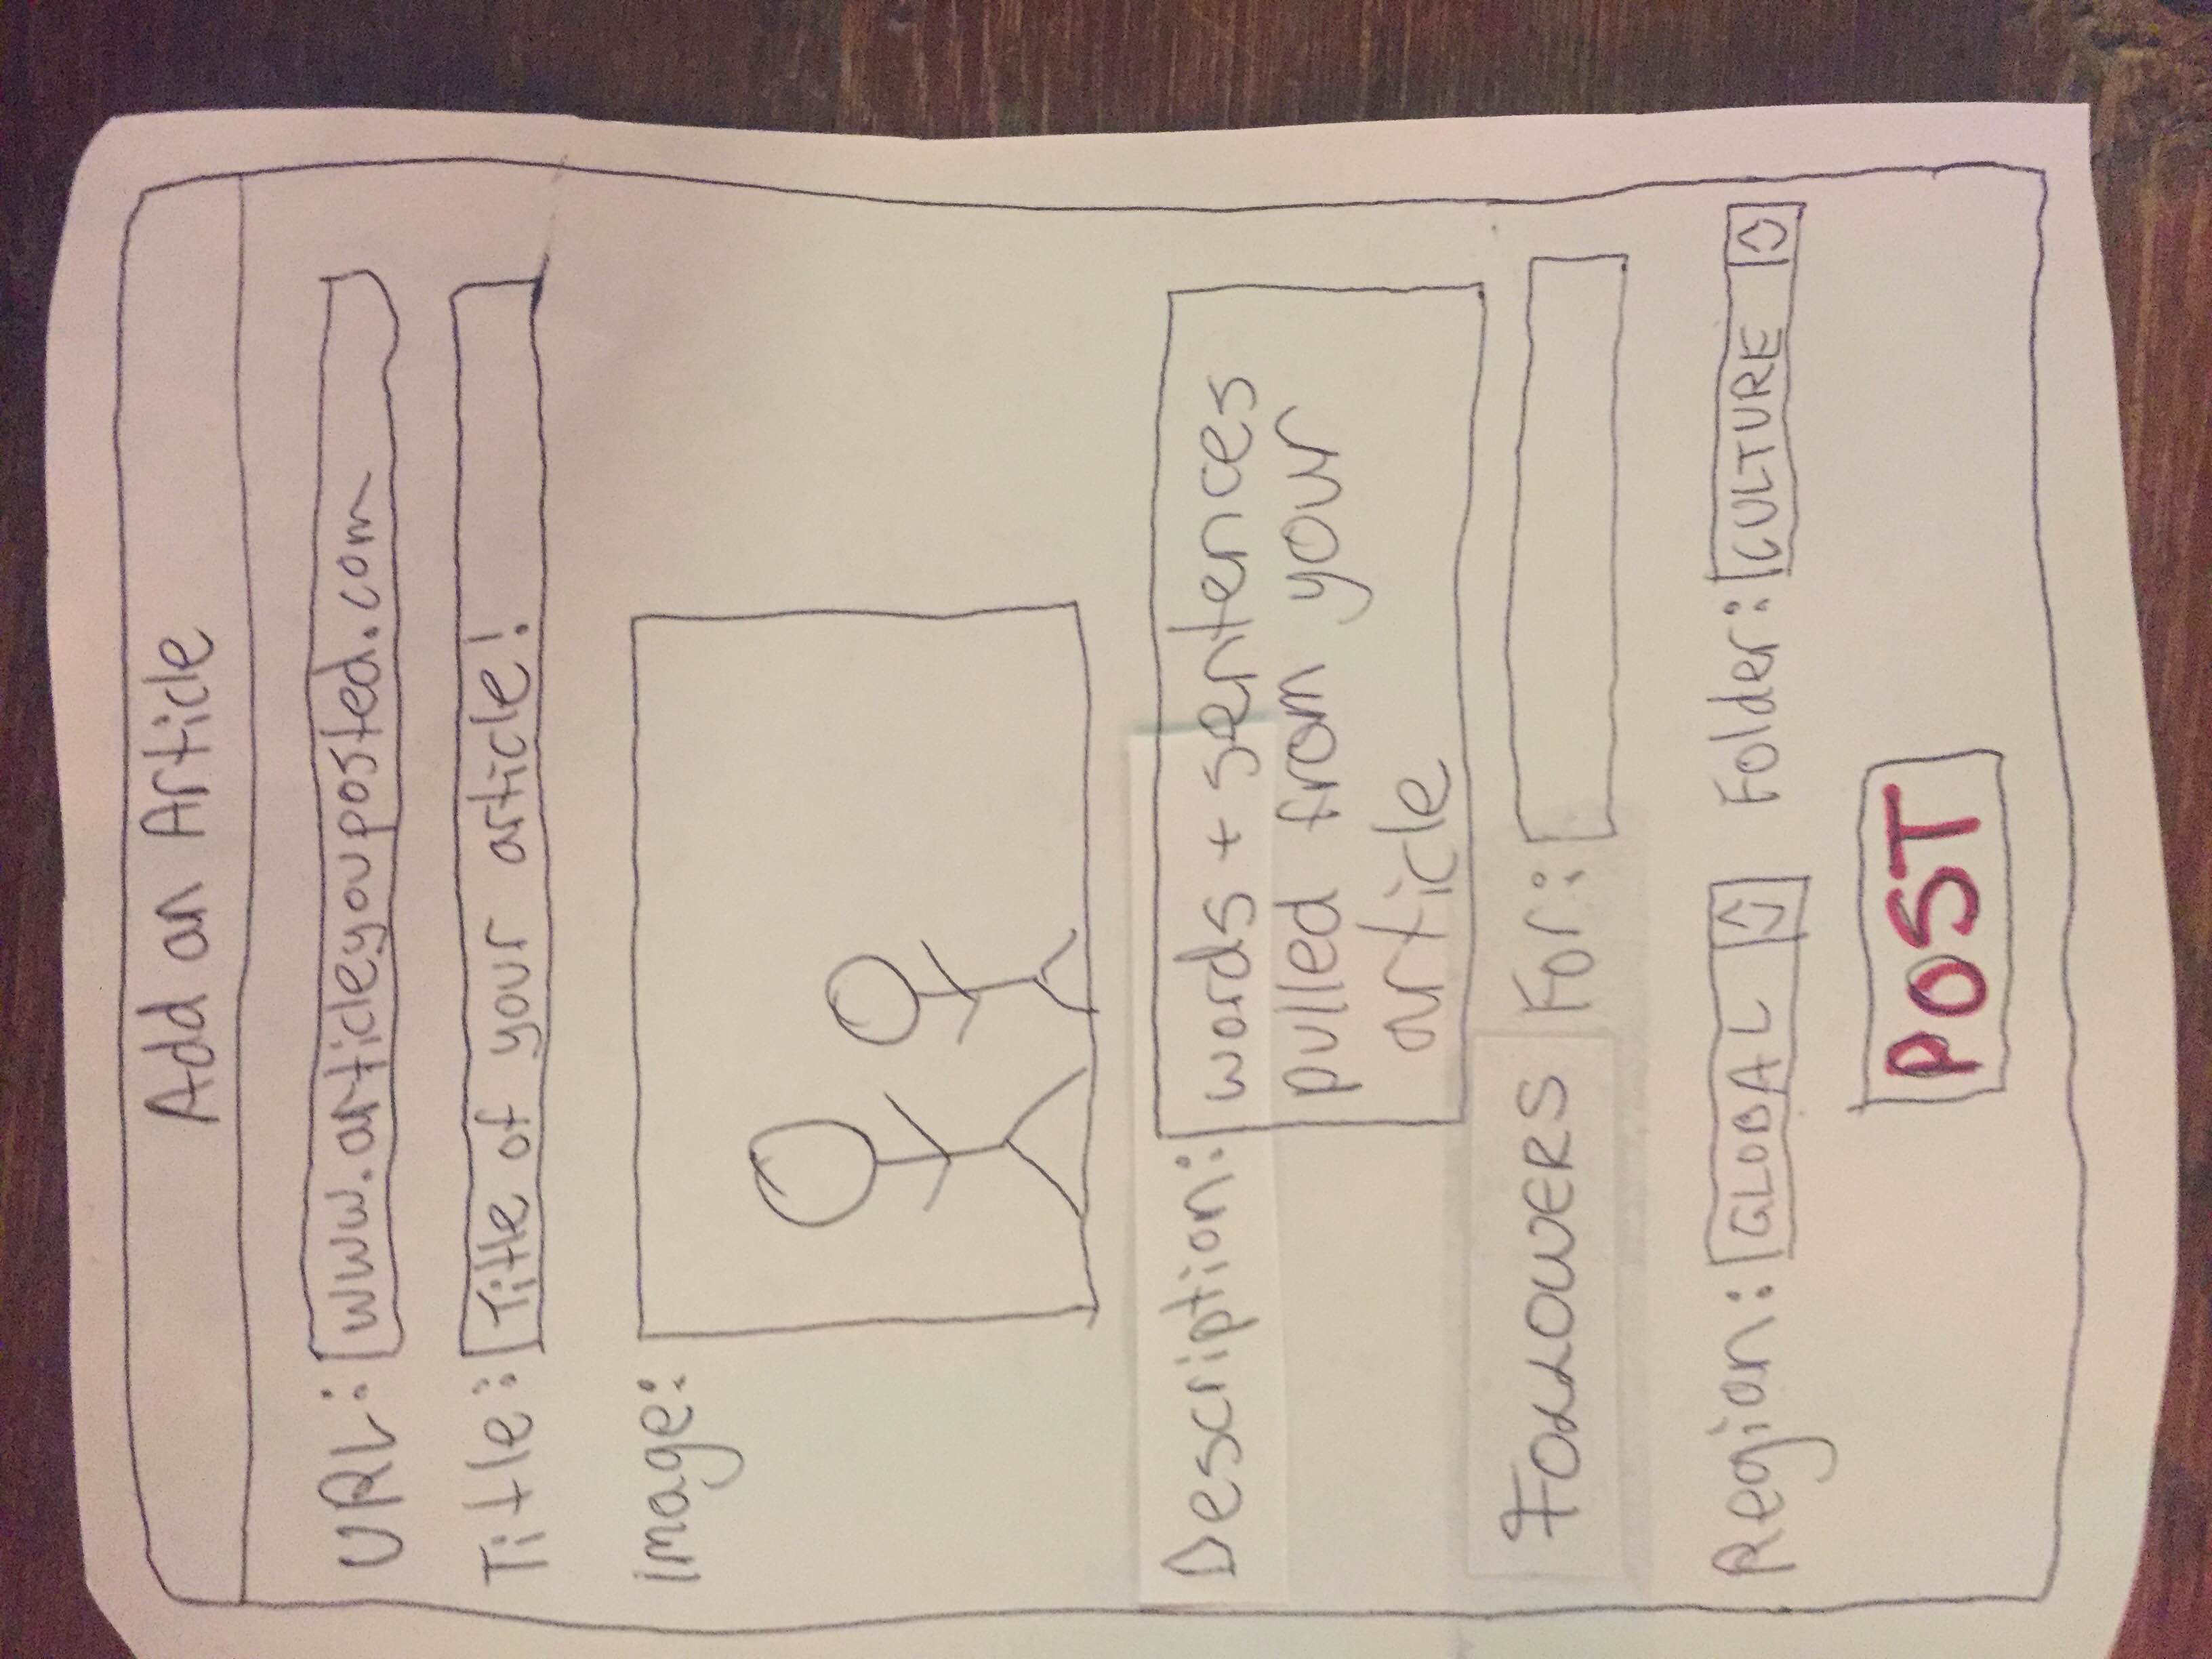 Add an Article
URL: www.articleyouposted.com
Title: Title of your article!
Image:
Description: words + sentences
pulled from your
article
FOLLOWERS For:
Region: GLOBAL Folder: CULTURE
POST